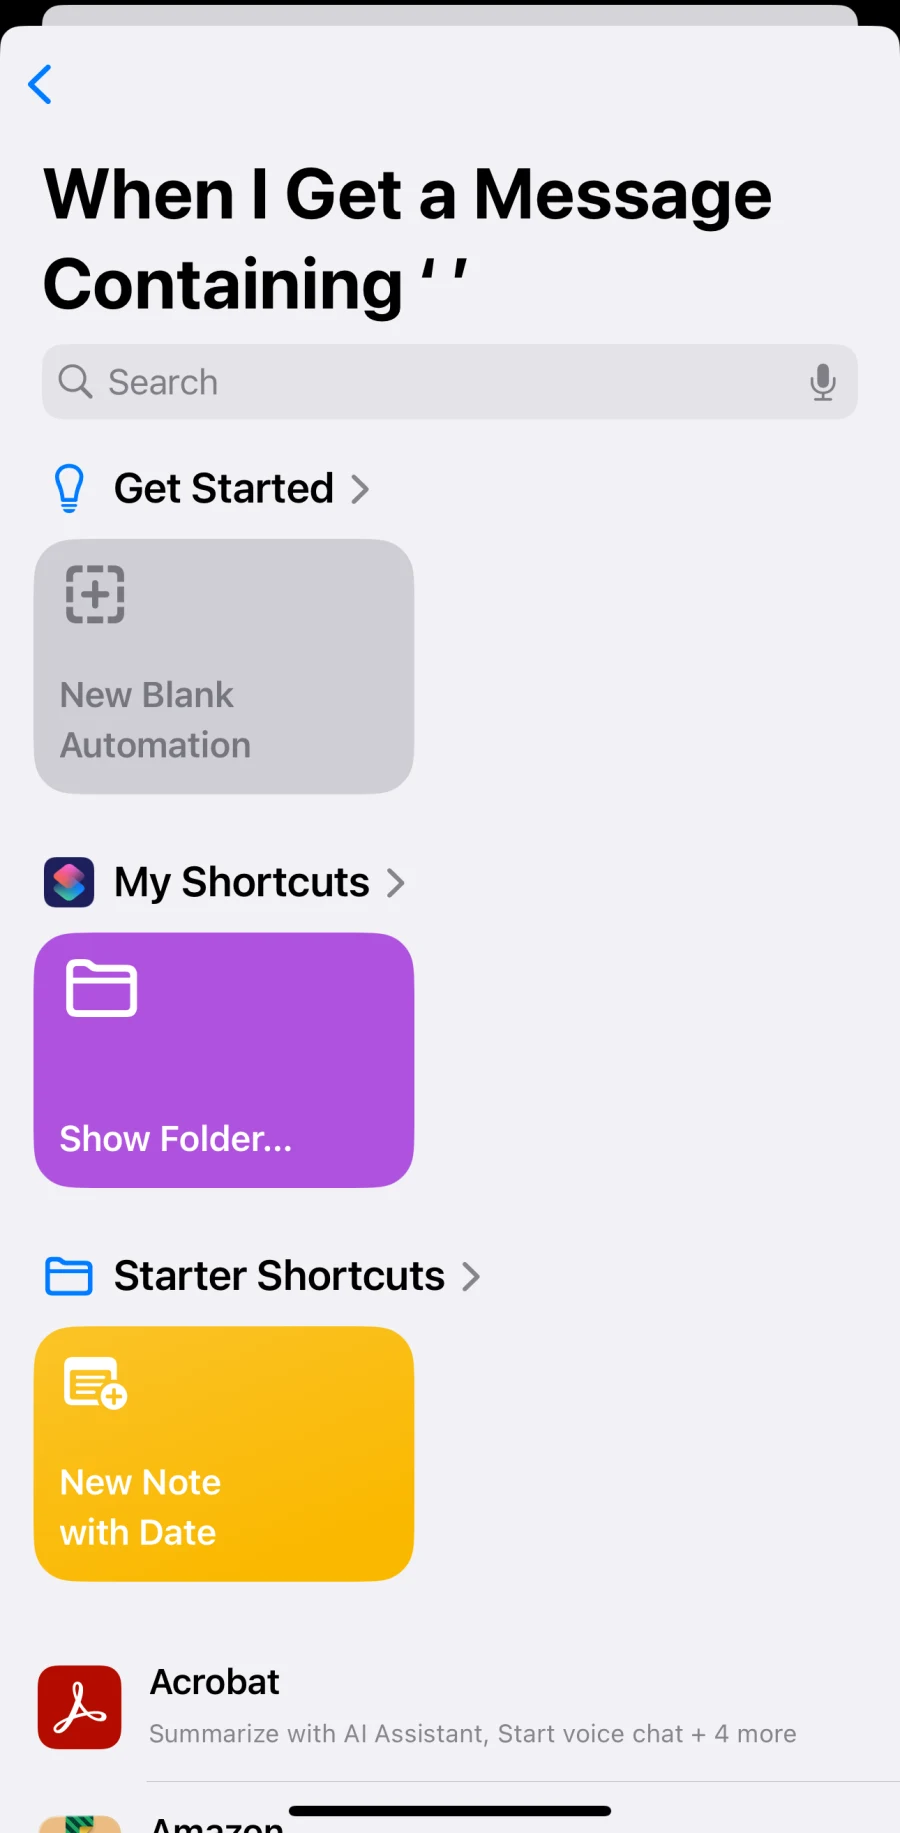 When I Get a Message
Containing ‘ ’
Search
Get Started
New Blank
Automation
My Shortcuts
Show Folder...
Starter Shortcuts
New Note
with Date
Acrobat
Summarize with AI Assistant, Start voice chat + 4 more
Amazon